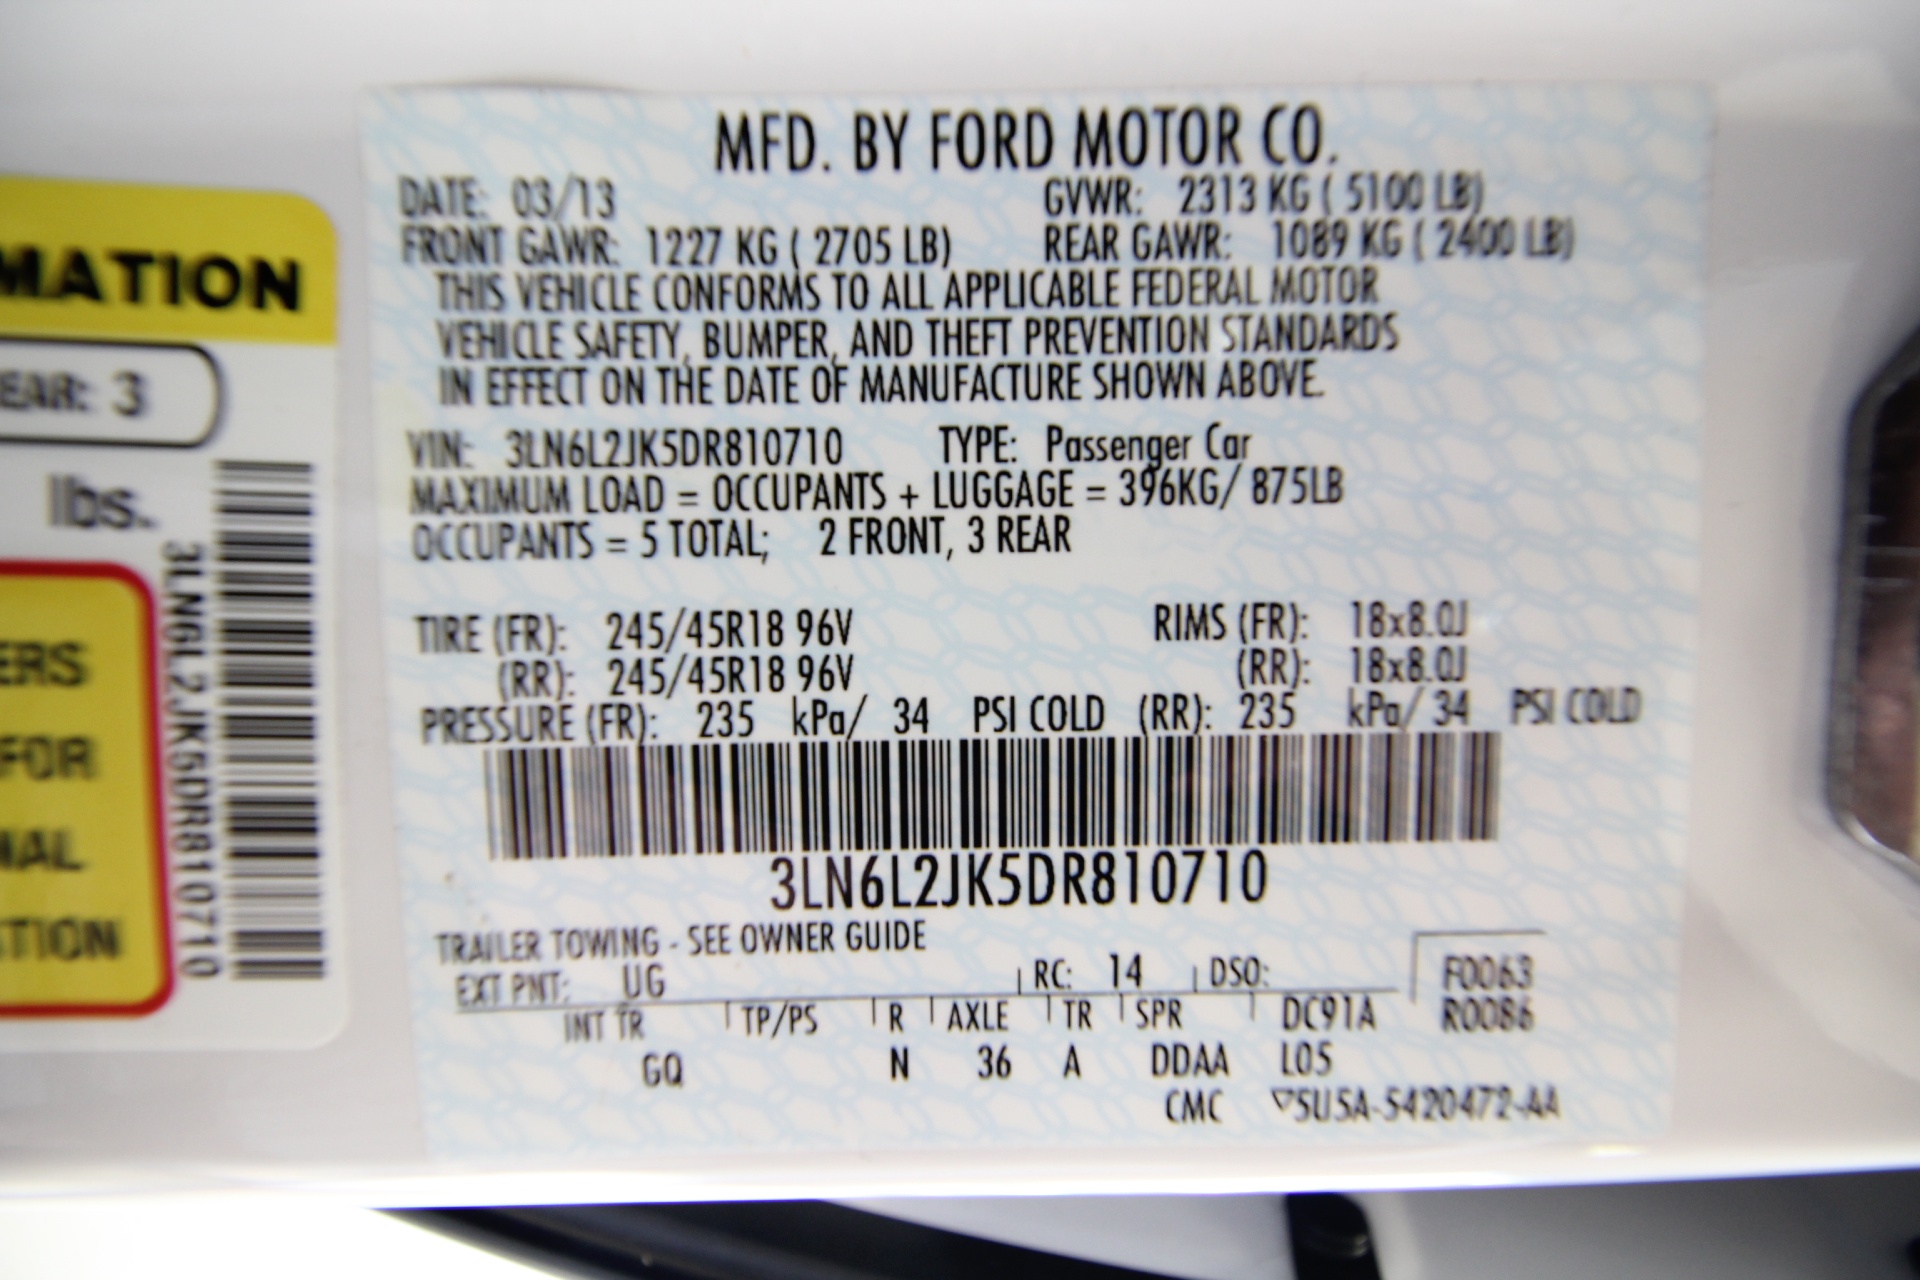 MATION
EAR: 3
lbs.
3LN6L2JK5DR810710
ERS
FOR
NAL
TION
MFD. BY FORD MOTOR CO.
DATE: 03/13 GVWR: 2313 KG ( 5100 LB)
FRONT GAWR: 1227 KG ( 2705 LB) REAR GAWR: 1089 KG ( 2400 LB)
THIS VEHICLE CONFORMS TO ALL APPLICABLE FEDERAL MOTOR
VEHICLE SAFETY, BUMPER, AND THEFT PREVENTION STANDARDS
IN EFFECT ON THE DATE OF MANUFACTURE SHOWN ABOVE.
VIN: 3LN6L2JK5DR810710 TYPE: Passenger Car
MAXIMUM LOAD = OCCUPANTS + LUGGAGE = 396KG/ 875LB
OCCUPANTS = 5 TOTAL; 2 FRONT, 3 REAR
TIRE (FR): 245/45R18 96V RIMS (FR): 18x8.0J
(RR): 245/45R18 96V (RR): 18x8.0J
PRESSURE (FR): 235 kPa/ 34 PSI COLD (RR): 235 kPa/ 34 PSI COLD
3LN6L2JK5DR810710
TRAILER TOWING - SEE OWNER GUIDE
EXT PNT: UG RC: 14 DSO: F0063
INT TR TP/PS R AXLE TR SPR DC91A R0086
GQ N 36 A DDAA L05
CMC ▽5U5A-5420472-AA